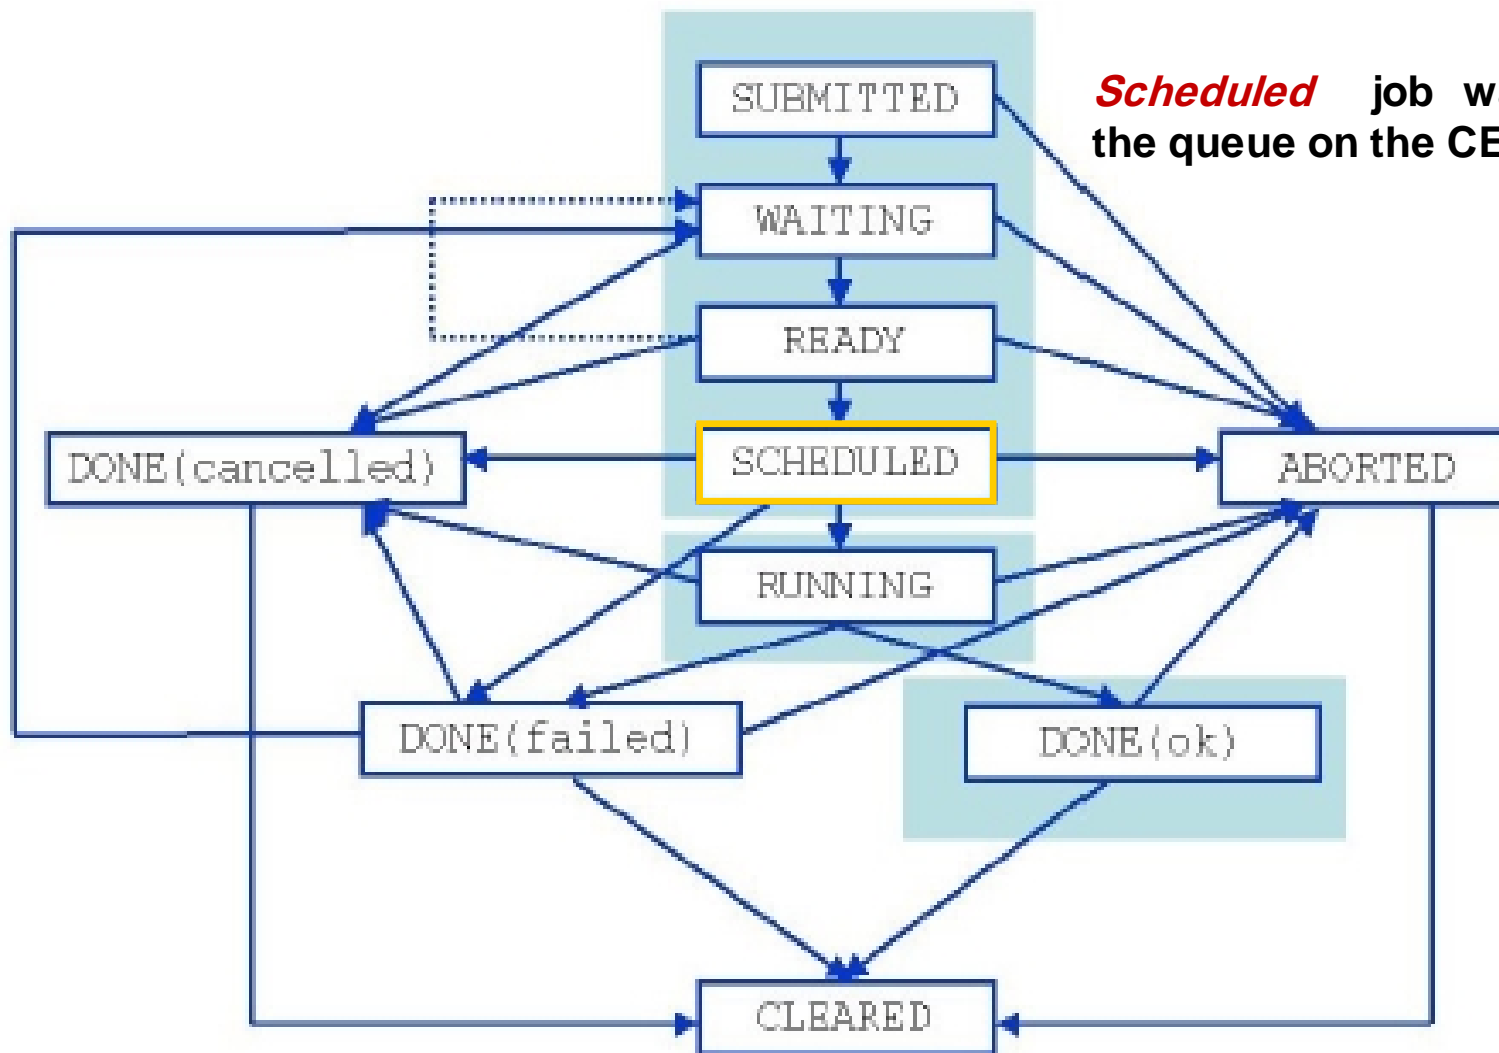 SUBMITTED
Scheduled job
the queue on the CE
WAITING
READY
DONE(cancelled)
SCHEDULED
ABORTED
RUNNING
DONE(failed)
DONE(ok)
CLEARED